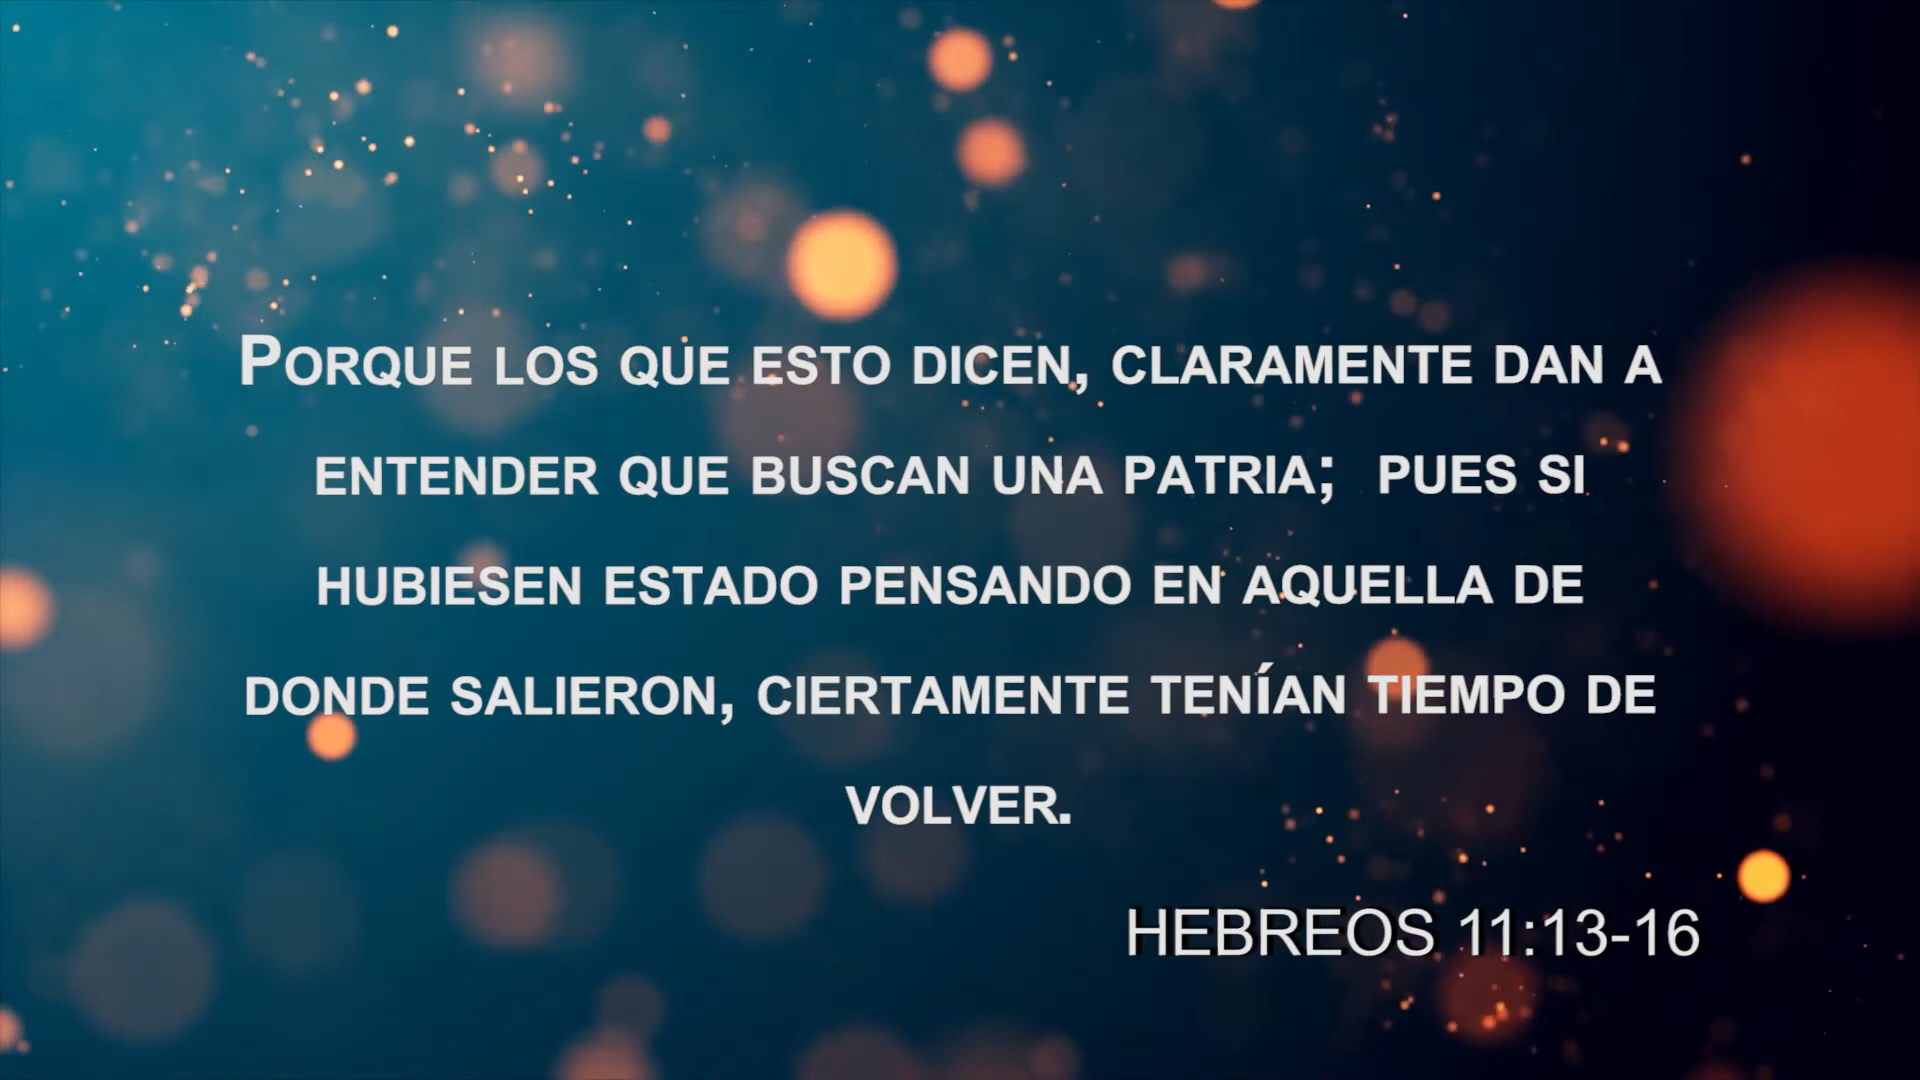 Porque los que esto dicen, claramente dan a
entender que buscan una patria;  pues si
hubiesen estado pensando en aquella de
donde salieron, ciertamente tenían tiempo de
volver.
HEBREOS 11:13-16